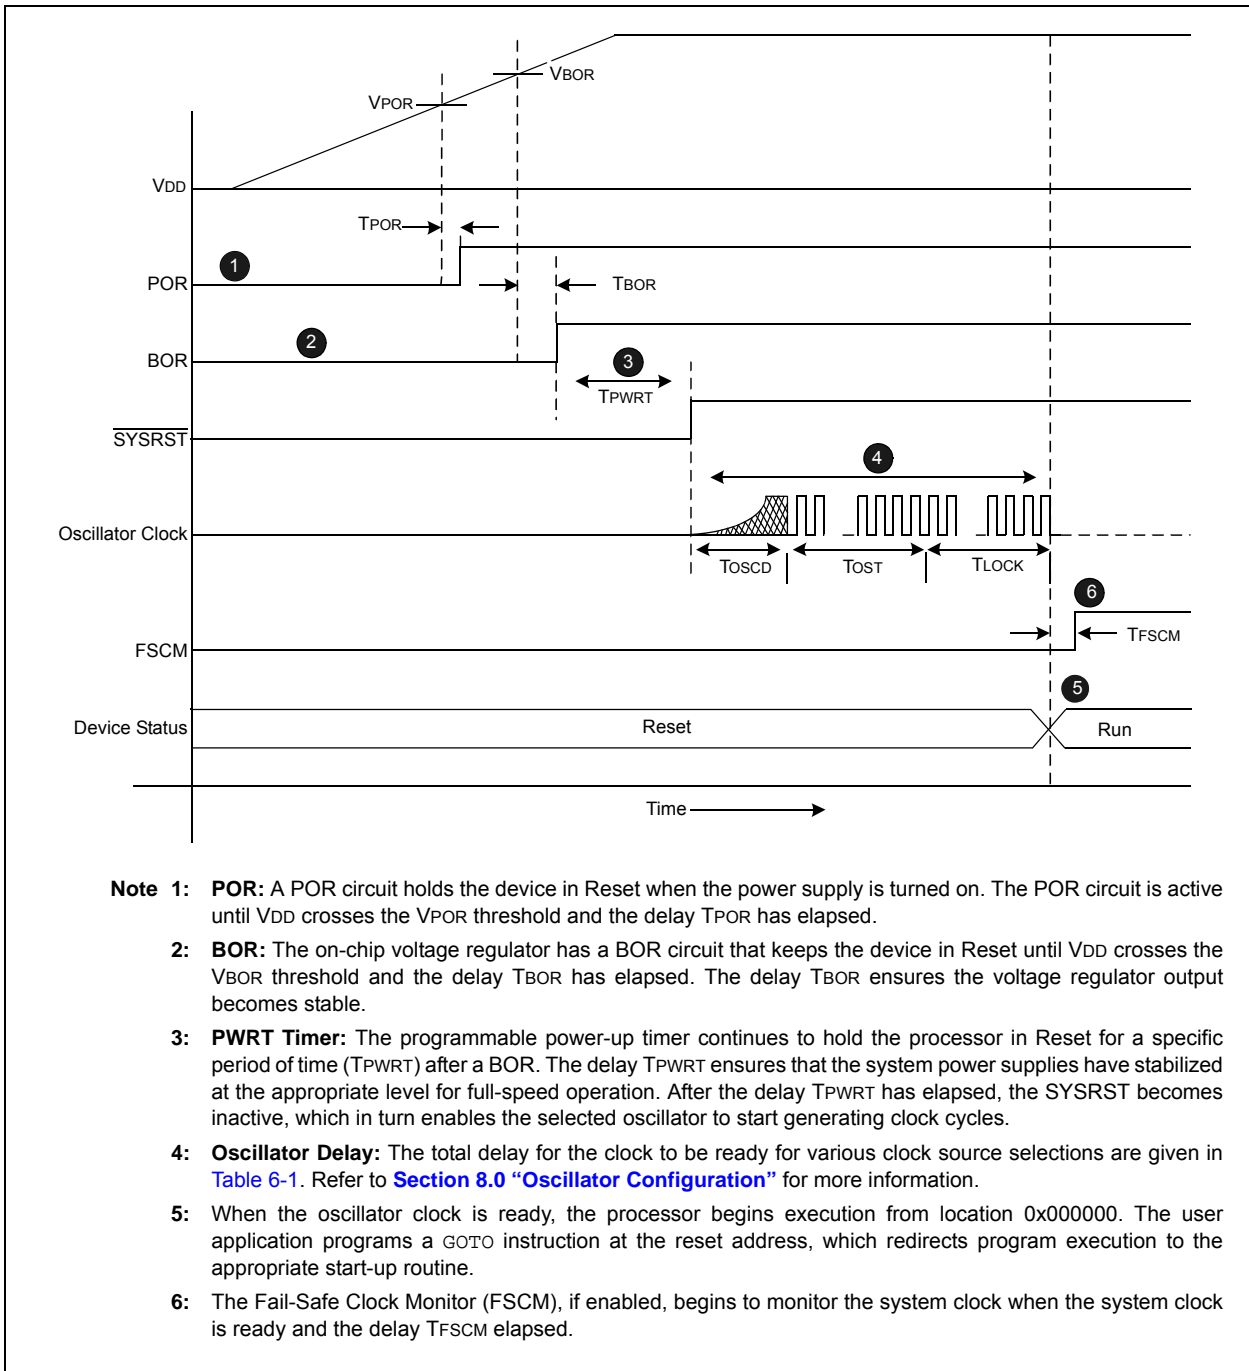 VBOR
VPOR
VDD
TPOR
1
POR
TBOR
2
BOR
3
TPWRT
SYSRST
4
Oscillator Clock
TOSCD
TOST
TLOCK
6
TFSCM
FSCM
5
Device Status
Reset
Run
Time
Note 1: POR: A POR circuit holds the device in Reset when the power supply is turned on. The POR circuit is active
until VDD crosses the VPOR threshold and the delay TPOR has elapsed.
2: BOR: The on-chip voltage regulator has a BOR circuit that keeps the device in Reset until VDD crosses the
VBOR threshold and the delay TBOR has elapsed. The delay TBOR ensures the voltage regulator output
becomes stable.
3: PWRT Timer: The programmable power-up timer continues to hold the processor in Reset for a specific
period of time (TPWRT) after a BOR. The delay TPWRT ensures that the system power supplies have stabilized
at the appropriate level for full-speed operation. After the delay TPWRT has elapsed, the SYSRST becomes
inactive, which in turn enables the selected oscillator to start generating clock cycles.
4: Oscillator Delay: The total delay for the clock to be ready for various clock source selections are given in
Table 6-1. Refer to Section 8.0 “Oscillator Configuration” for more information.
5: When the oscillator clock is ready, the processor begins execution from location 0x000000. The user
application programs a GOTO instruction at the reset address, which redirects program execution to the
appropriate start-up routine.
6: The Fail-Safe Clock Monitor (FSCM), if enabled, begins to monitor the system clock when the system clock
is ready and the delay TFSCM elapsed.